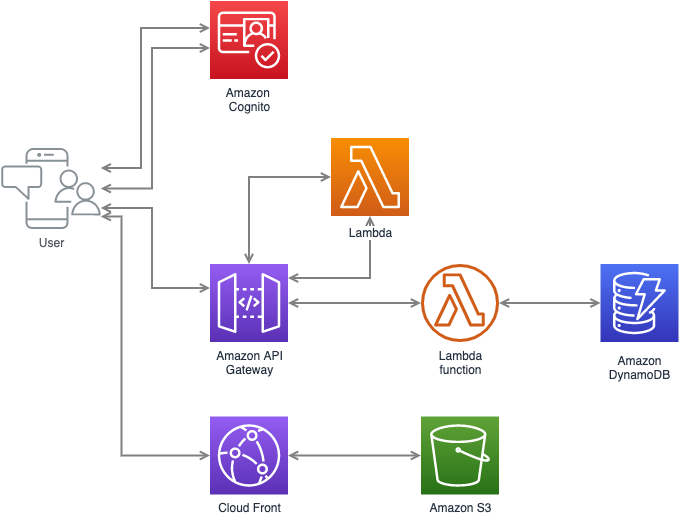 Amazon
Cognito
User
Lambda
Amazon API
Gateway
</>
Lambda
function
Amazon
DynamoDB
Cloud Front
Amazon S3